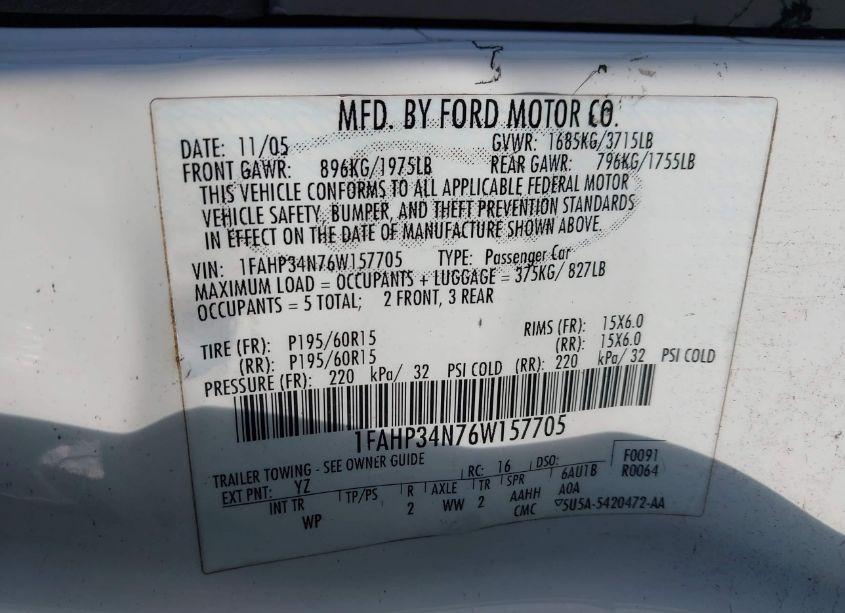 MFD. BY FORD MOTOR CO.
DATE: 11/05 GVWR: 1685KG/3715LB
FRONT GAWR: 896KG/1975LB REAR GAWR: 796KG/1755LB
THIS VEHICLE CONFORMS TO ALL APPLICABLE FEDERAL MOTOR
VEHICLE SAFETY, BUMPER, AND THEFT PREVENTION STANDARDS
IN EFFECT ON THE DATE OF MANUFACTURE SHOWN ABOVE.
VIN: 1FAHP34N76W157705 TYPE: Passenger Car
MAXIMUM LOAD = OCCUPANTS + LUGGAGE = 375KG/ 827LB
OCCUPANTS = 5 TOTAL; 2 FRONT, 3 REAR
TIRE (FR): P195/60R15 RIMS (FR): 15X6.0
(RR): P195/60R15 (RR): 15X6.0
PRESSURE (FR): 220 kPa/ 32 PSI COLD (RR): 220 kPa/ 32 PSI COLD
1FAHP34N76W157705
TRAILER TOWING - SEE OWNER GUIDE RC: 16 DSO: F0091
EXT PNT: YZ 6AU1B R0064
INT TR TP/PS R AXLE TR SPR A0A
WP 2 WW 2 AAHH
CMC 5U5A-5420472-AA